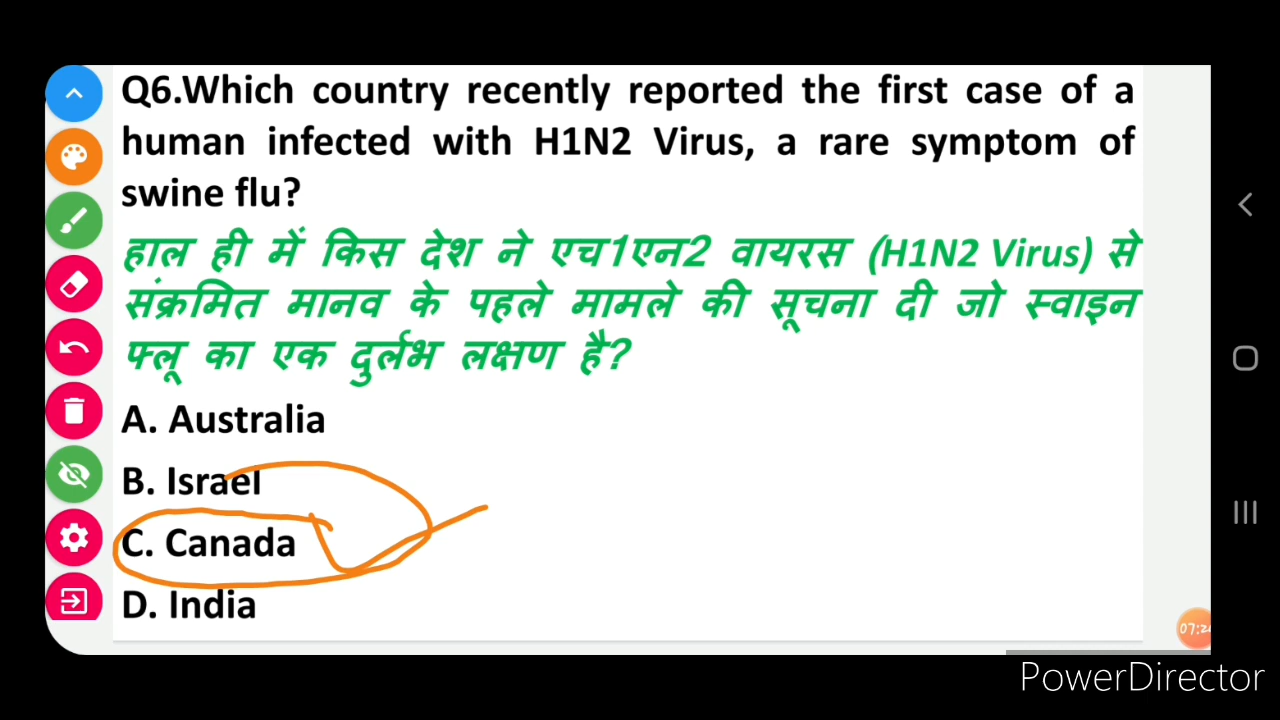 Q6.Which country recently reported the first case of a
human infected with H1N2 Virus, a rare symptom of
swine flu?
हाल ही में किस देश ने एच1एन2 वायरस (H1N2 Virus) से
संक्रमित मानव के पहले मामले की सूचना दी जो स्वाइन
फ्लू का एक दुर्लभ लक्षण है?
A. Australia
B. Israel
C. Canada
D. India
PowerDirector